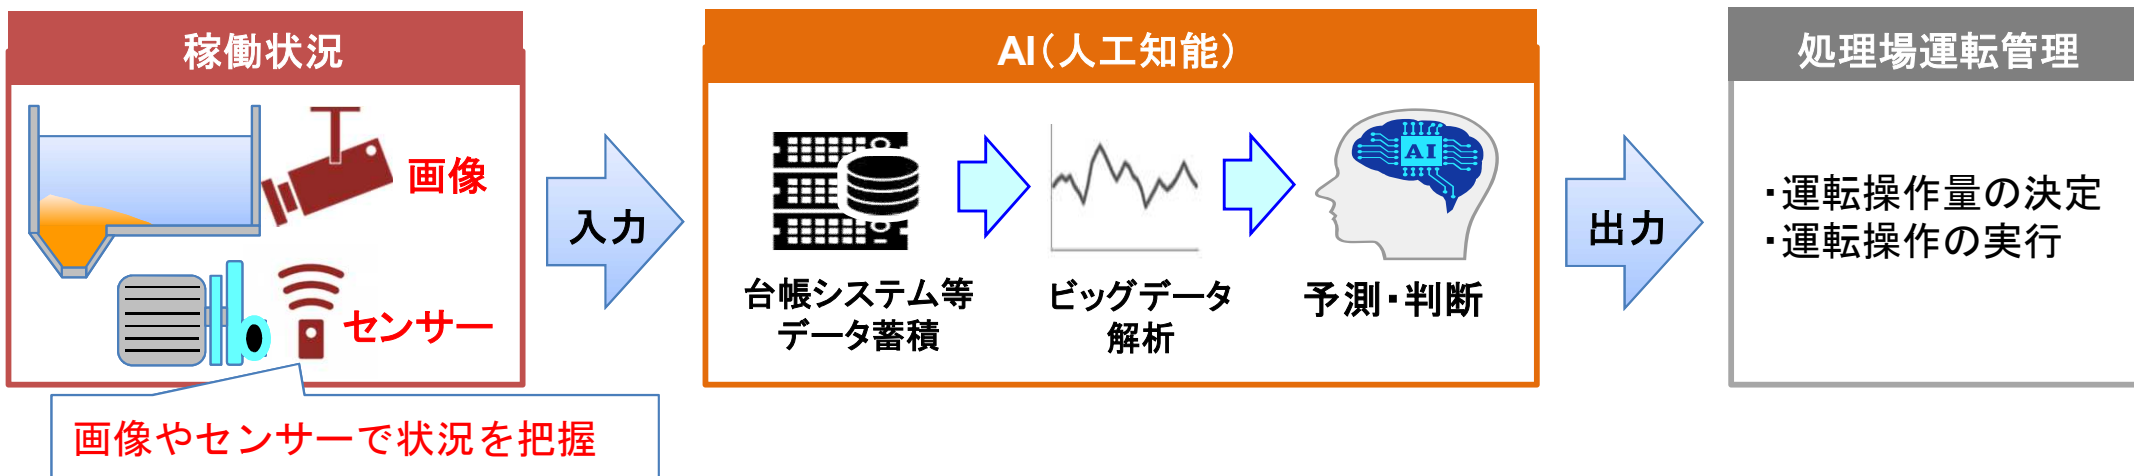 稼働状況
画像
センサー
画像やセンサーで状況を把握
入力
AI（人工知能）
AI
台帳システム等
データ蓄積
ビッグデータ
解析
予測・判断
出力
処理場運転管理
・運転操作量の決定
・運転操作の実行